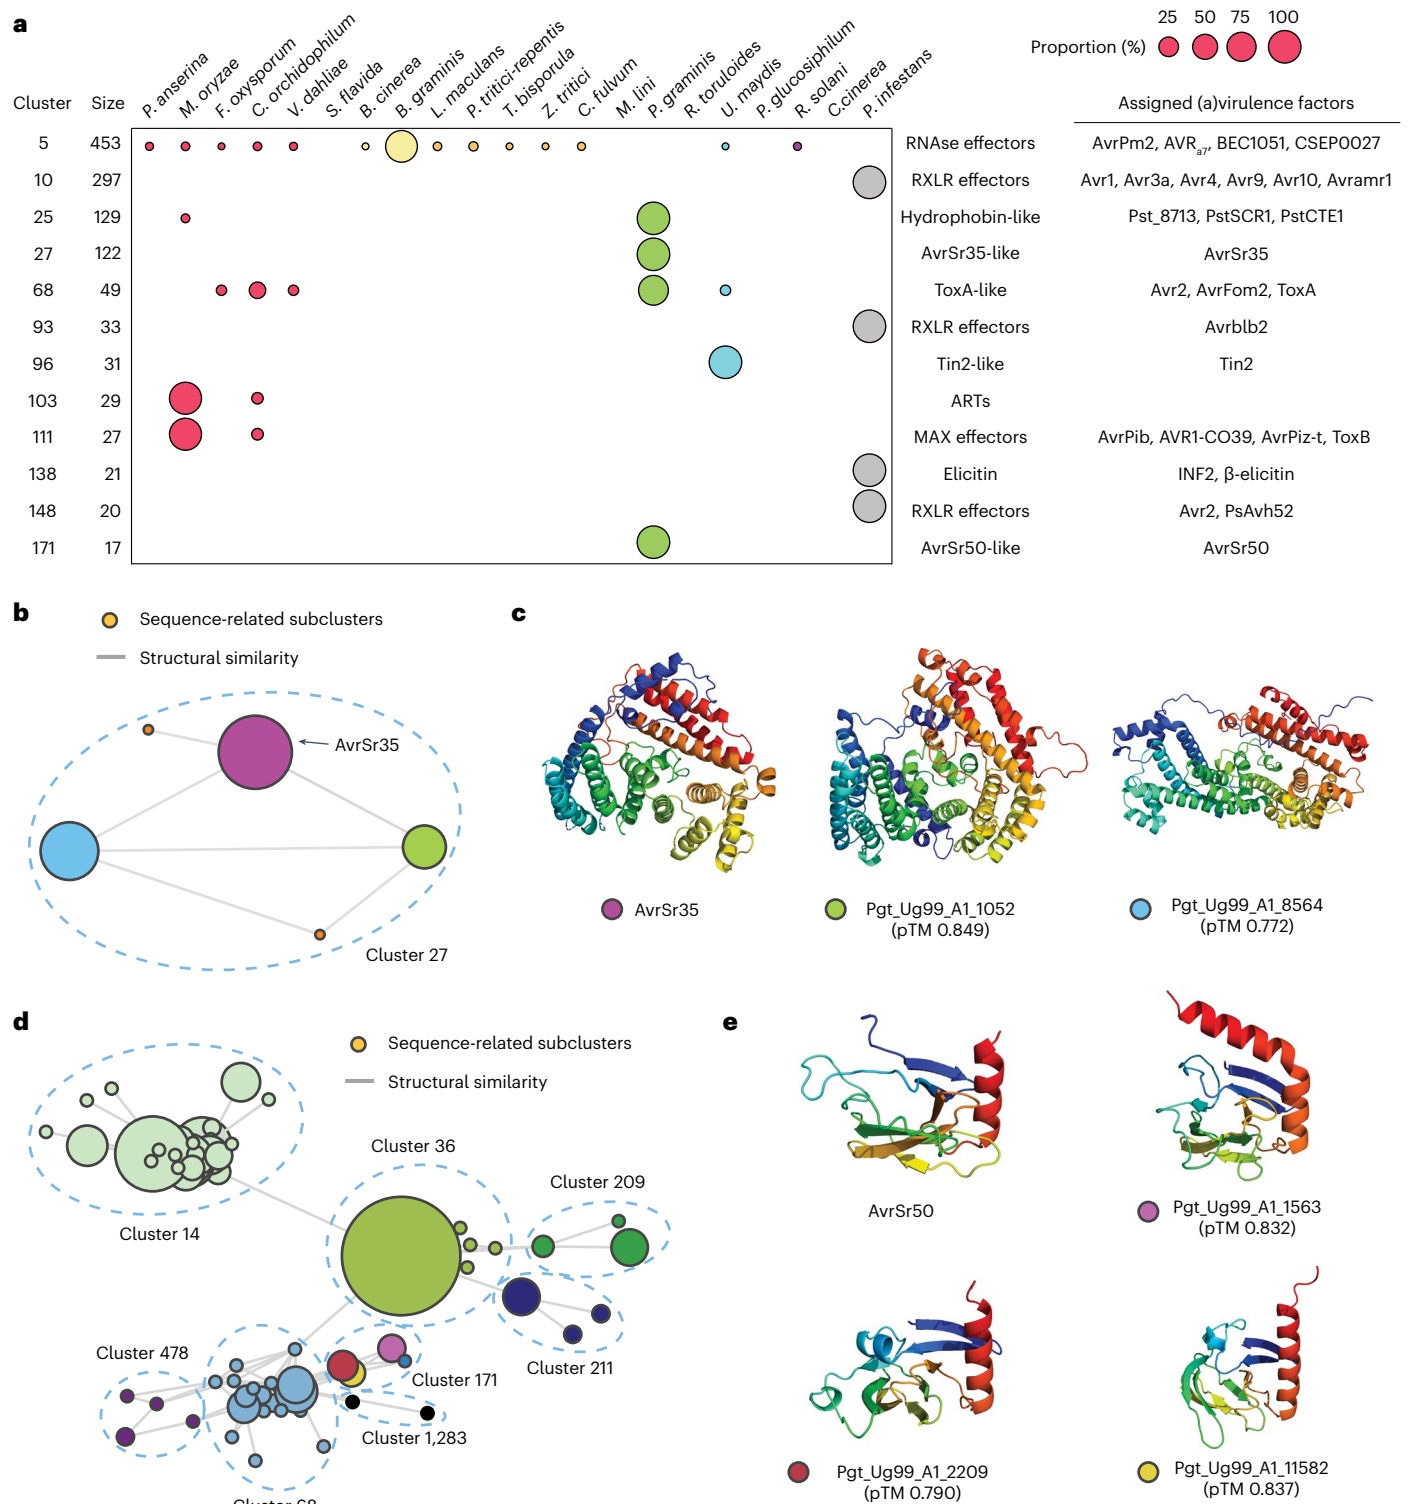 a
25 50 75 100
Proportion (%)
P. anserina
M. oryzae
F. oxysporum
C. orchidophilum
V. dahliae
S. flavida
B. cinerea
B. graminis
L. maculans
P. tritici-repentis
T. bisporula
Z. tritici
C. fulvum
M. lini
P. graminis
R. toruloides
U. maydis
P. glucosiphilum
R. solani
C.cinerea
P. infestans
Cluster Size Assigned (a)virulence factors
5 453 RNAse effectors AvrPm2, AVRa7, BEC1051, CSEP0027
10 297 RXLR effectors Avr1, Avr3a, Avr4, Avr9, Avr10, Avramr1
25 129 Hydrophobin-like Pst_8713, PstSCR1, PstCTE1
27 122 AvrSr35-like AvrSr35
68 49 ToxA-like Avr2, AvrFom2, ToxA
93 33 RXLR effectors Avrblb2
96 31 Tin2-like Tin2
103 29 ARTs
111 27 MAX effectors AvrPib, AVR1-CO39, AvrPiz-t, ToxB
138 21 Elicitin INF2, β-elicitin
148 20 RXLR effectors Avr2, PsAvh52
171 17 AvrSr50-like AvrSr50
b
Sequence-related subclusters
Structural similarity
AvrSr35
Cluster 27
c
AvrSr35
Pgt_Ug99_A1_1052
(pTM 0.849)
Pgt_Ug99_A1_8564
(pTM 0.772)
d
Sequence-related subclusters
Structural similarity
Cluster 14
Cluster 36
Cluster 209
Cluster 211
Cluster 478
Cluster 171
Cluster 1,283
Cluster 68
e
AvrSr50
Pgt_Ug99_A1_1563
(pTM 0.832)
Pgt_Ug99_A1_2209
(pTM 0.790)
Pgt_Ug99_A1_11582
(pTM 0.837)